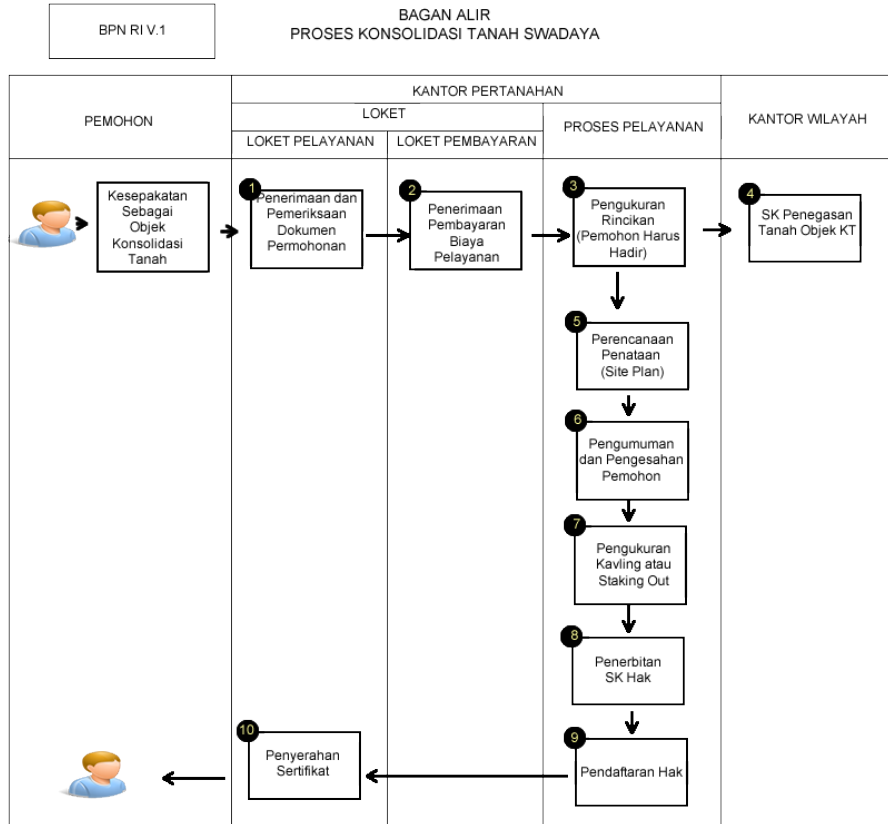 BPN RI V.1
BAGAN ALIR
PROSES KONSOLIDASI TANAH SWADAYA
PEMOHON
KANTOR PERTANAHAN
LOKET
LOKET PELAYANAN
LOKET PEMBAYARAN
PROSES PELAYANAN
KANTOR WILAYAH
Kesepakatan
Sebagai
Objek
Konsolidasi
Tanah
1
Penerimaan dan
Pemeriksaan
Dokumen
Permohonan
2
Penerimaan
Pembayaran
Biaya
Pelayanan
3
Pengukuran
Rincikan
(Pemohon Harus
Hadir)
4
SK Penegasan
Tanah Objek KT
5
Perencanaan
Penataan
(Site Plan)
6
Pengumuman
dan Pengesahan
Pemohon
7
Pengukuran
Kavling atau
Staking Out
8
Penerbitan
SK Hak
9
Pendaftaran Hak
10
Penyerahan
Sertifikat